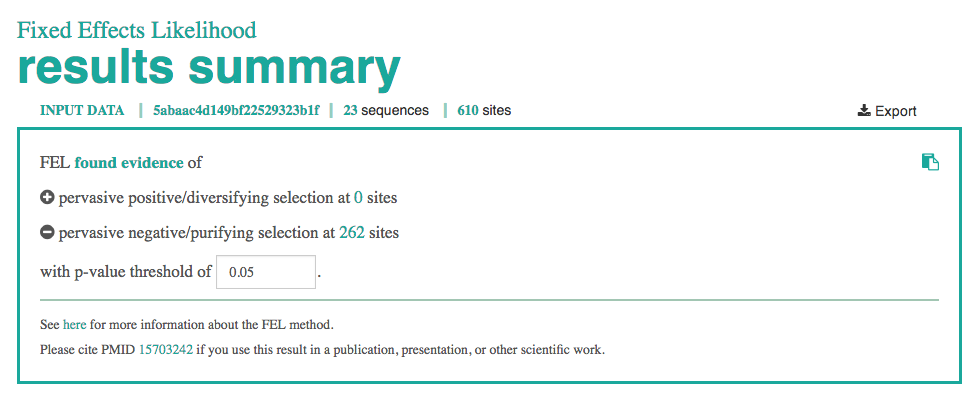 Fixed Effects Likelihood
results summary
INPUT DATA | 5abaac4d149bf22529323b1f | 23 sequences | 610 sites Export
FEL found evidence of
pervasive positive/diversifying selection at 0 sites
pervasive negative/purifying selection at 262 sites
with p-value threshold of 0.05 .
See here for more information about the FEL method.
Please cite PMID 15703242 if you use this result in a publication, presentation, or other scientific work.